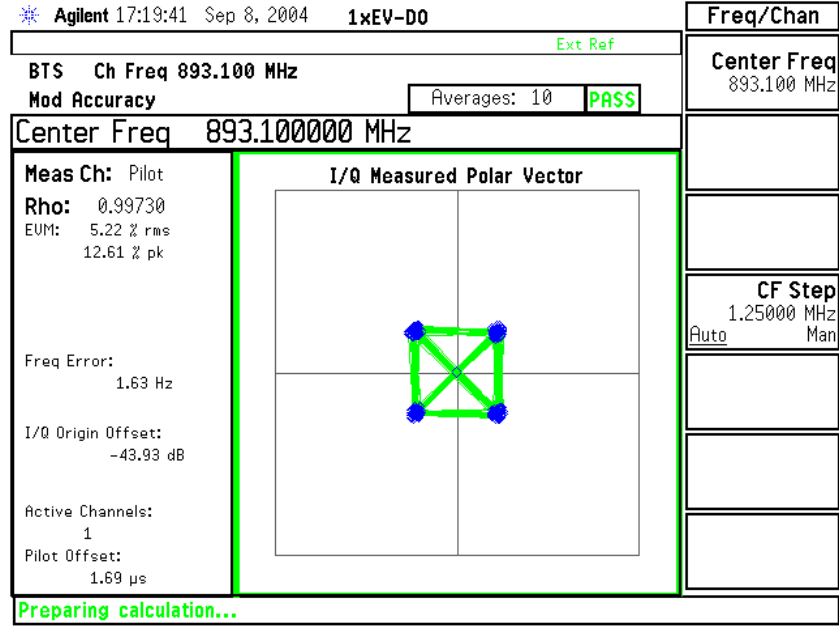 Agilent 17:19:41 Sep 8, 2004 1xEV-DO
Freq/Chan
Ext Ref
BTS Ch Freq 893.100 MHz
Mod Accuracy
Averages: 10 PASS
Center Freq 893.100000 MHz
Center Freq
893.100 MHz
CF Step
1.25000 MHz
Auto Man
Meas Ch: Pilot
Rho: 0.99730
EVM: 5.22 % rms
12.61 % pk
Freq Error:
1.63 Hz
I/Q Origin Offset:
-43.93 dB
Active Channels:
1
Pilot Offset:
1.69 µs
I/Q Measured Polar Vector
Preparing calculation...